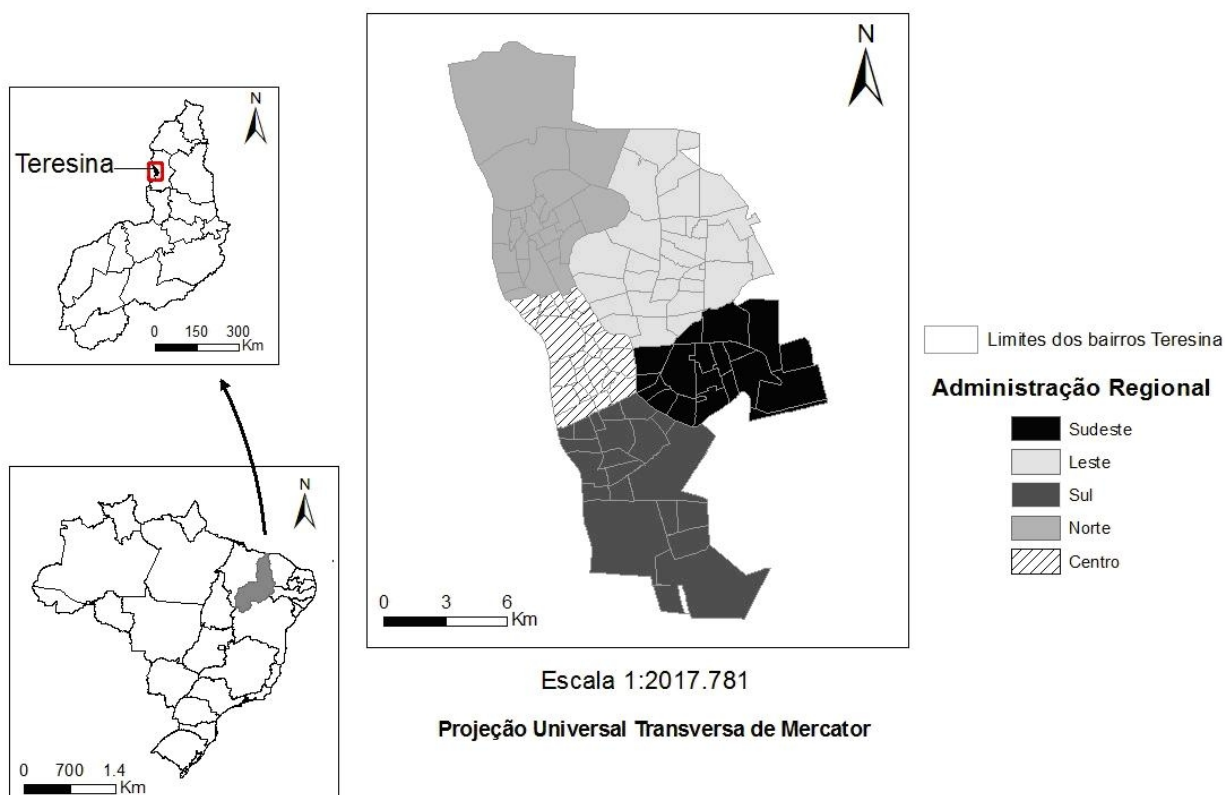 N
Teresina
0 150 300
Km
N
0 700 1.4
Km
N
0 3 6
Km
Escala 1:2017.781
Projeção Universal Transversa de Mercator
Limites dos bairros Teresina
Administração Regional
Sudeste
Leste
Sul
Norte
Centro